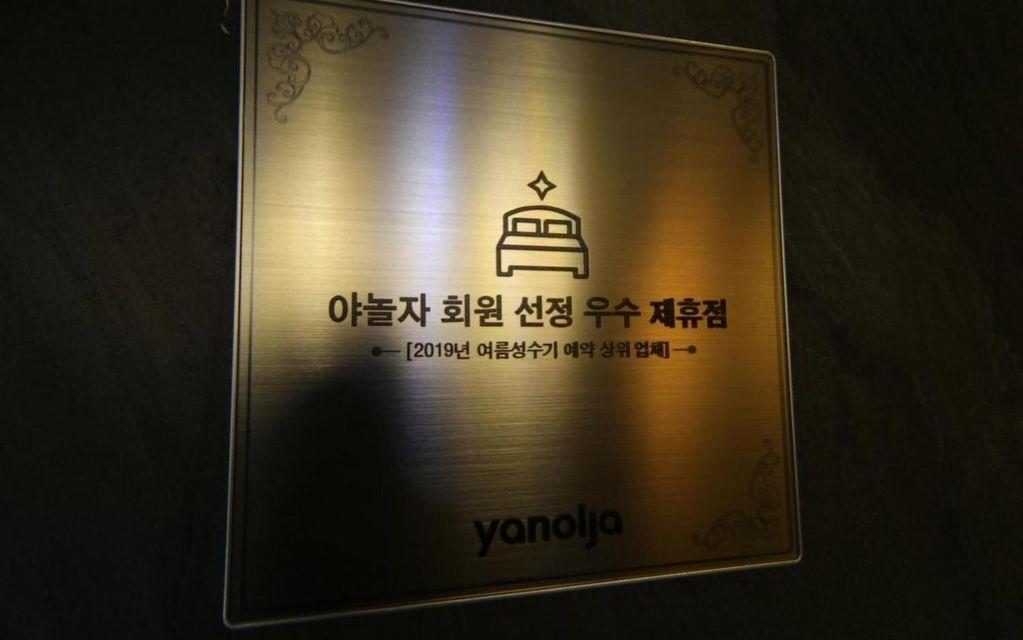 야놀자 회원 선정 우수 제휴점
[2019년 여름성수기 예약 상위 업체]
yanolja